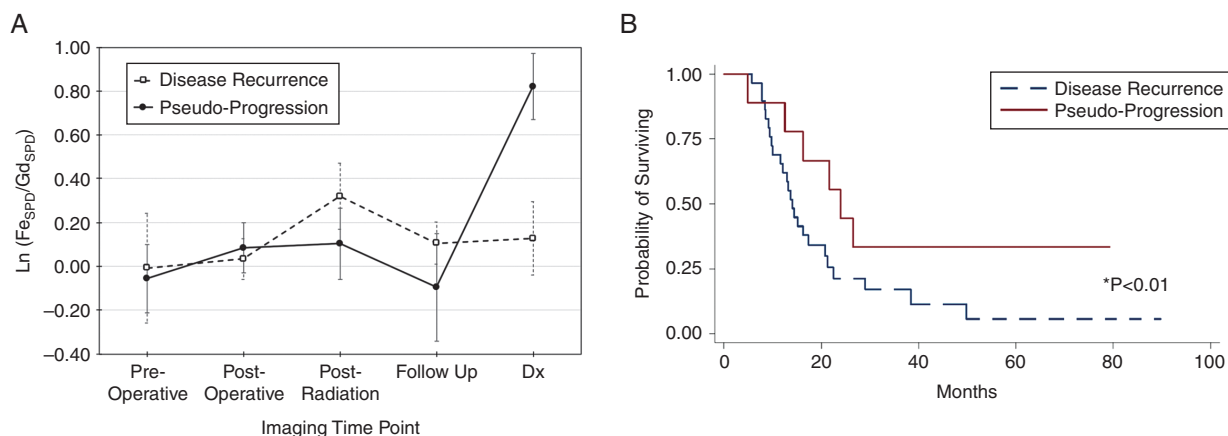 A
1.00
0.80
0.60
0.40
0.20
0.00
−0.20
−0.40
Ln (Fe_SPD/Gd_SPD)
Disease Recurrence
Pseudo-Progression
Pre-
Operative
Post-
Operative
Post-
Radiation
Follow Up
Dx
Imaging Time Point
B
1.00
0.75
0.50
0.25
0.00
Probability of Surviving
Disease Recurrence
Pseudo-Progression
*P<0.01
0 20 40 60 80 100
Months